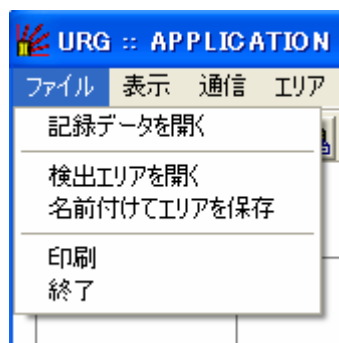 URG :: APPLICATION
ファイル 表示 通信 エリア
記録データを開く
検出エリアを開く
名前付けてエリアを保存
印刷
終了